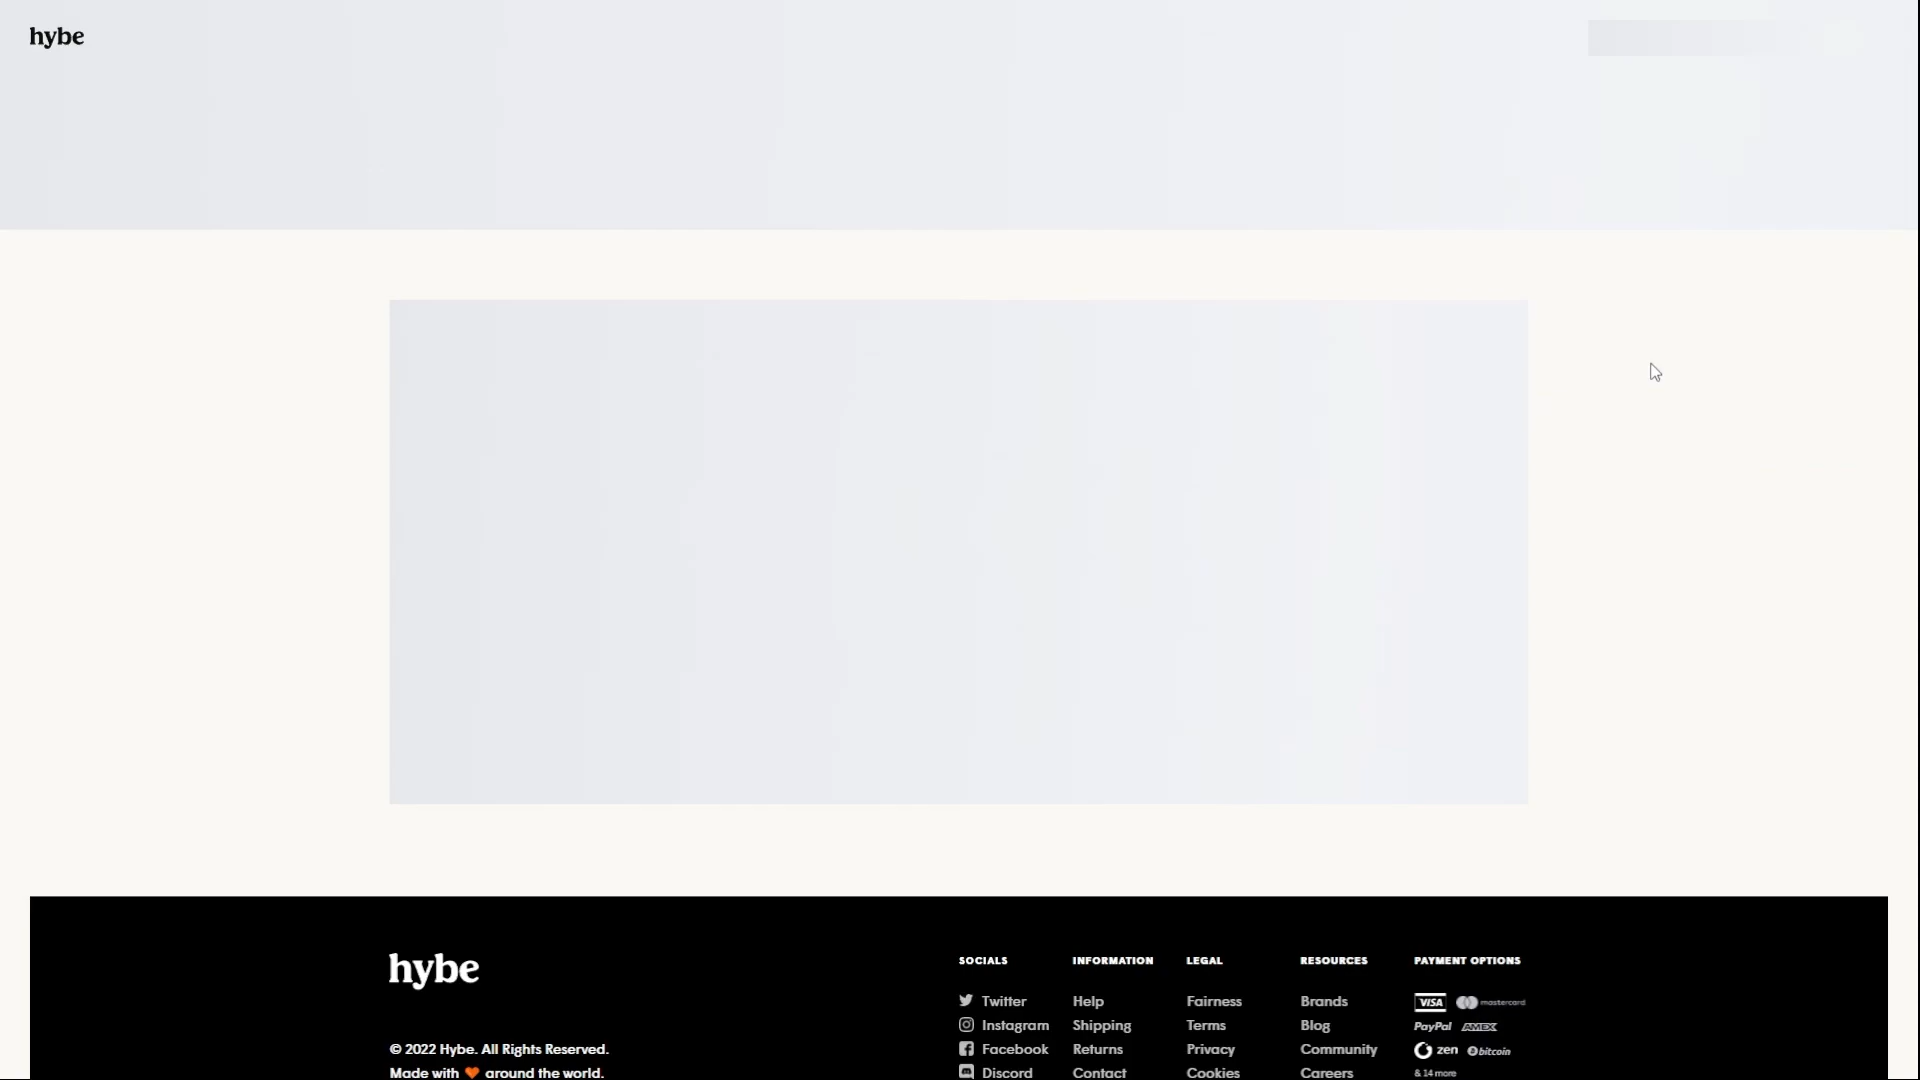 hybe
hybe
© 2022 Hybe. All Rights Reserved.
Made with 🧡 around the world.
SOCIALS
Twitter
Instagram
Facebook
Discord
INFORMATION
Help
Shipping
Returns
Contact
LEGAL
Fairness
Terms
Privacy
Cookies
RESOURCES
Brands
Blog
Community
Careers
PAYMENT OPTIONS
VISA mastercard
PayPal AMEX
zen bitcoin
& 14 more